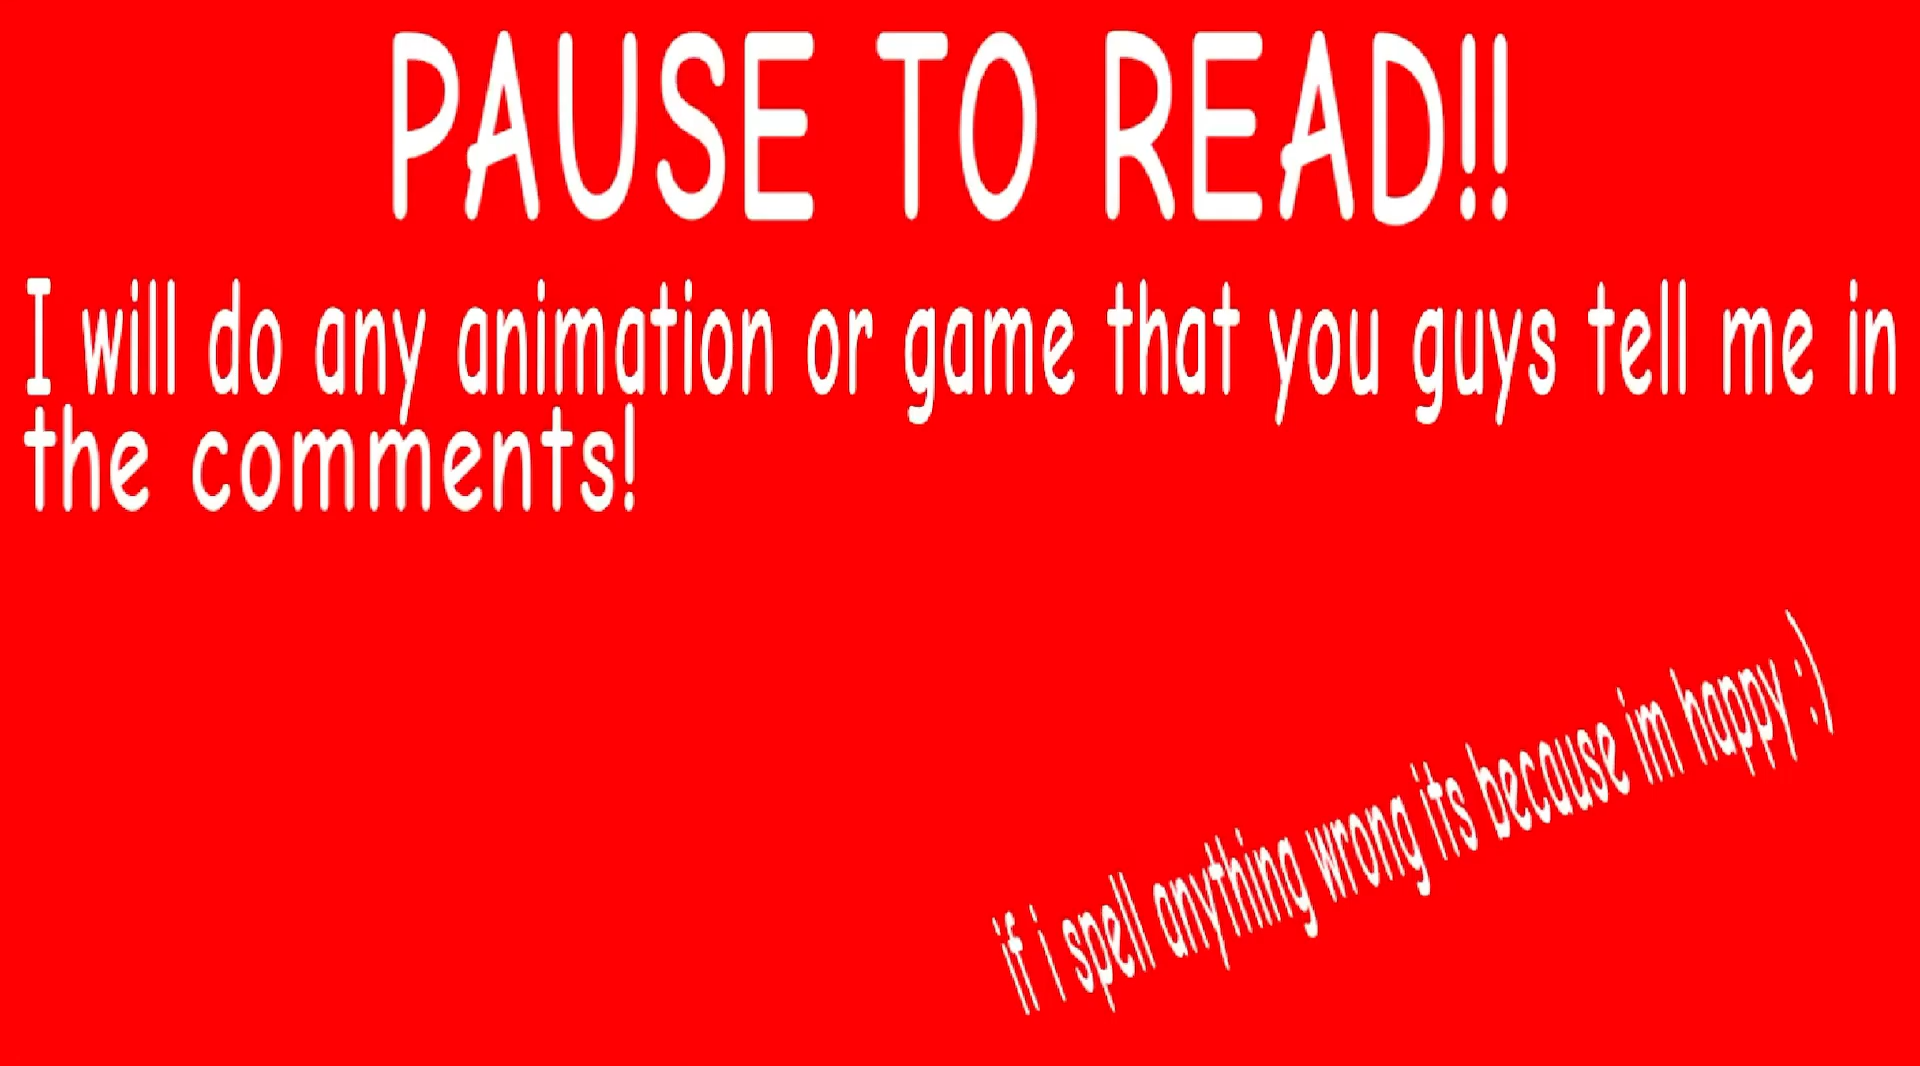 PAUSE TO READ!!
I will do any animation or game that you guys tell me in
the comments!
if i spell anything wrong its because im happy :)